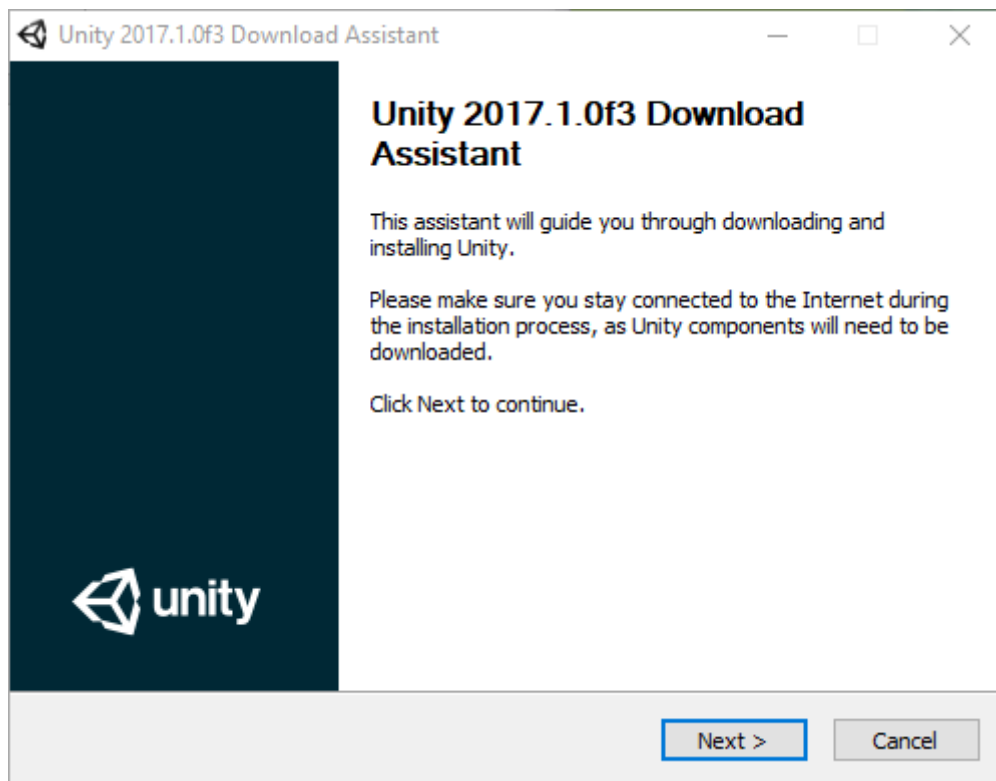 Unity 2017.1.0f3 Download Assistant
Unity 2017.1.0f3 Download
Assistant
This assistant will guide you through downloading and
installing Unity.
Please make sure you stay connected to the Internet during
the installation process, as Unity components will need to be
downloaded.
Click Next to continue.
unity
Next >
Cancel